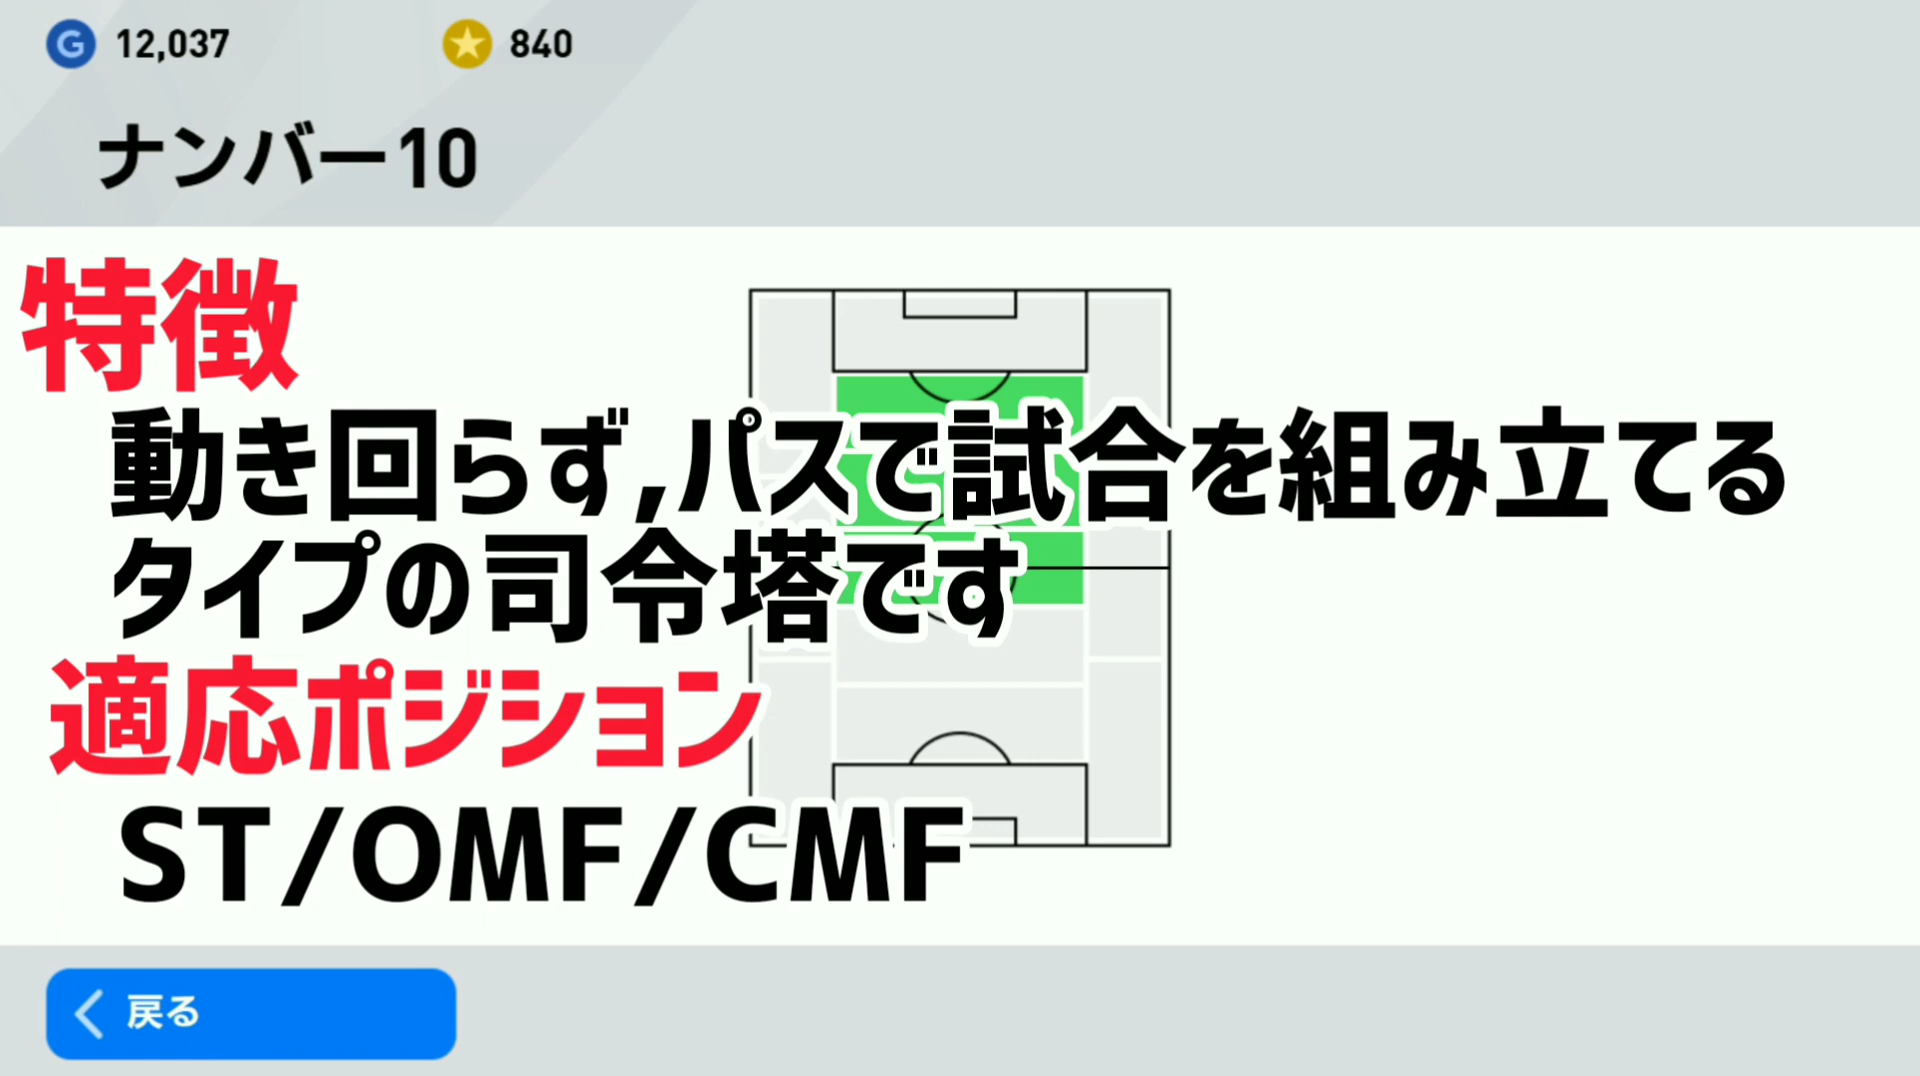 G 12,037 840
ナンバー10
特徴
動き回らず,パスで試合を組み立てる
タイプの司令塔です
適応ポジション
ST/OMF/CMF
戻る